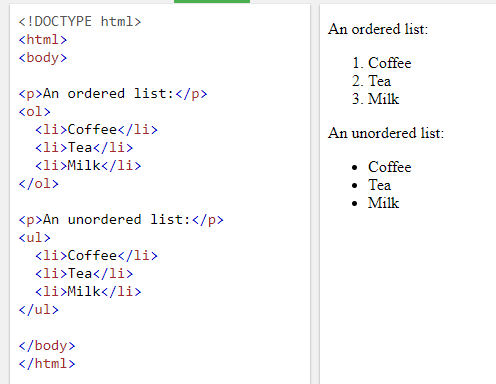 <!DOCTYPE html>
<html>
<body>

<p>An ordered list:</p>
<ol>
  <li>Coffee</li>
  <li>Tea</li>
  <li>Milk</li>
</ol>

<p>An unordered list:</p>
<ul>
  <li>Coffee</li>
  <li>Tea</li>
  <li>Milk</li>
</ul>

</body>
</html>
An ordered list:
1. Coffee
2. Tea
3. Milk
An unordered list:
• Coffee
• Tea
• Milk